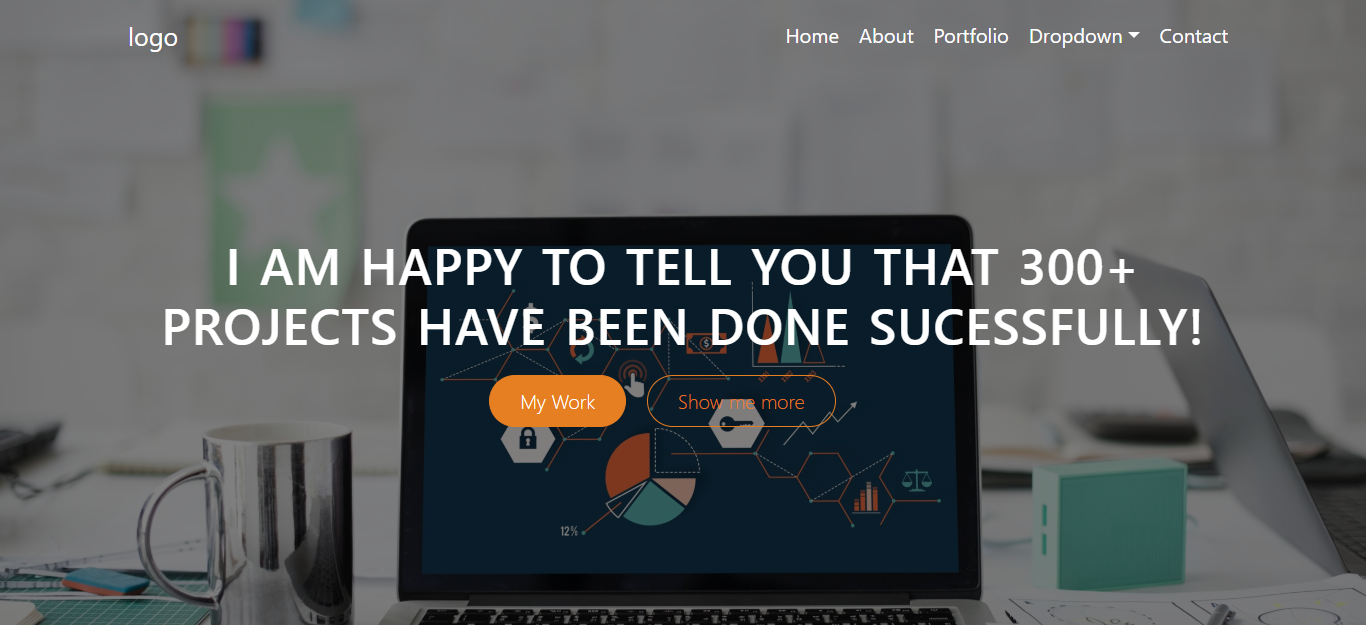 logo
Home About Portfolio Dropdown Contact
I AM HAPPY TO TELL YOU THAT 300+
PROJECTS HAVE BEEN DONE SUCESSFULLY!
My Work Show me more
$
$
12%